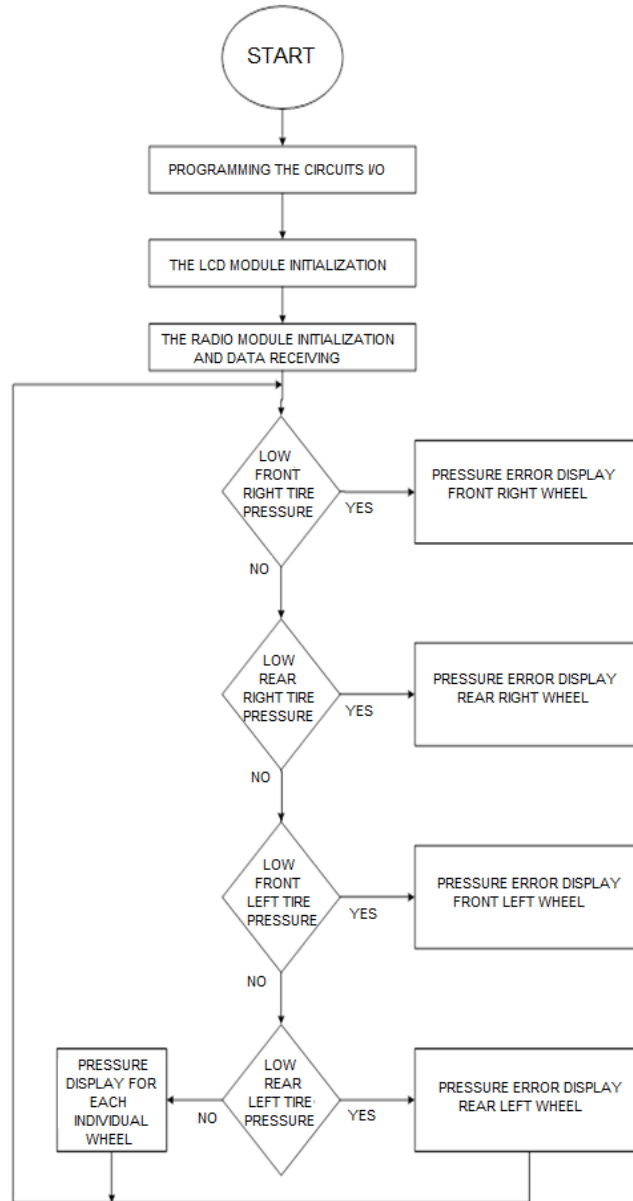 START
PROGRAMMING THE CIRCUITS I/O
THE LCD MODULE INITIALIZATION
THE RADIO MODULE INITIALIZATION
AND DATA RECEIVING
LOW
FRONT
RIGHT TIRE
PRESSURE
YES
PRESSURE ERROR DISPLAY
FRONT RIGHT WHEEL
NO
LOW
REAR
RIGHT TIRE
PRESSURE
YES
PRESSURE ERROR DISPLAY
REAR RIGHT WHEEL
NO
LOW
FRONT
LEFT TIRE
PRESSURE
YES
PRESSURE ERROR DISPLAY
FRONT LEFT WHEEL
NO
PRESSURE
DISPLAY FOR
EACH
INDIVIDUAL
WHEEL
NO
LOW
REAR
LEFT TIRE
PRESSURE
YES
PRESSURE ERROR DISPLAY
REAR LEFT WHEEL